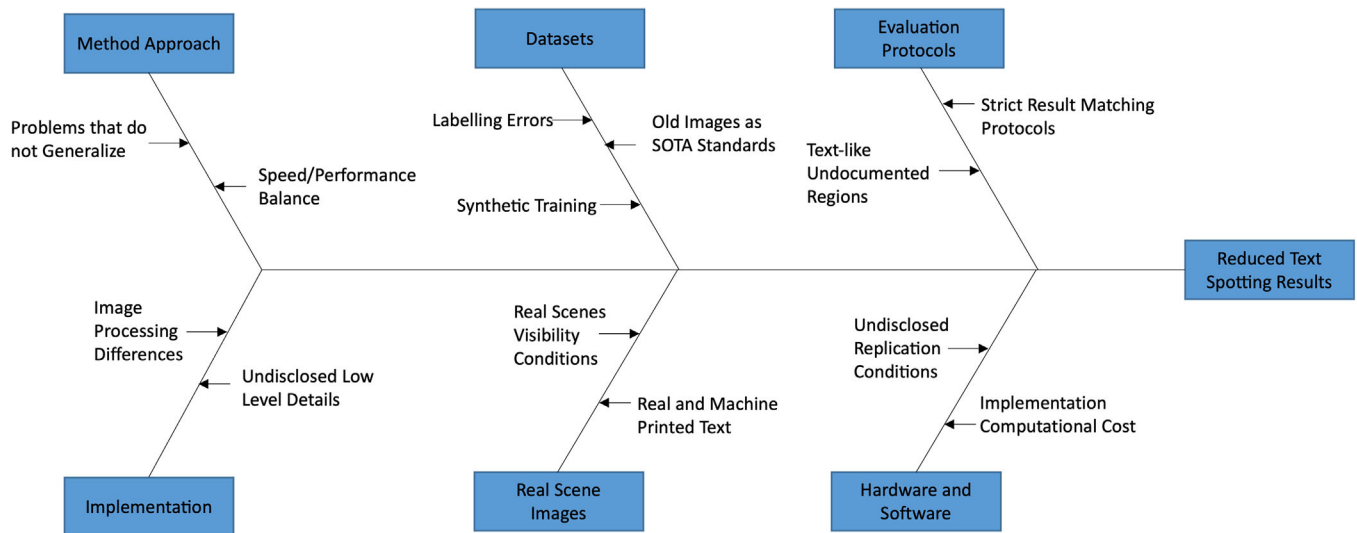 Method Approach
Datasets
Evaluation
Protocols
Problems that do
not Generalize
Speed/Performance
Balance
Labelling Errors
Old Images as
SOTA Standards
Synthetic Training
Strict Result Matching
Protocols
Text-like
Undocumented
Regions
Reduced Text
Spotting Results
Image
Processing
Differences
Undisclosed Low
Level Details
Real Scenes
Visibility
Conditions
Real and Machine
Printed Text
Undisclosed
Replication
Conditions
Implementation
Computational Cost
Implementation
Real Scene
Images
Hardware and
Software